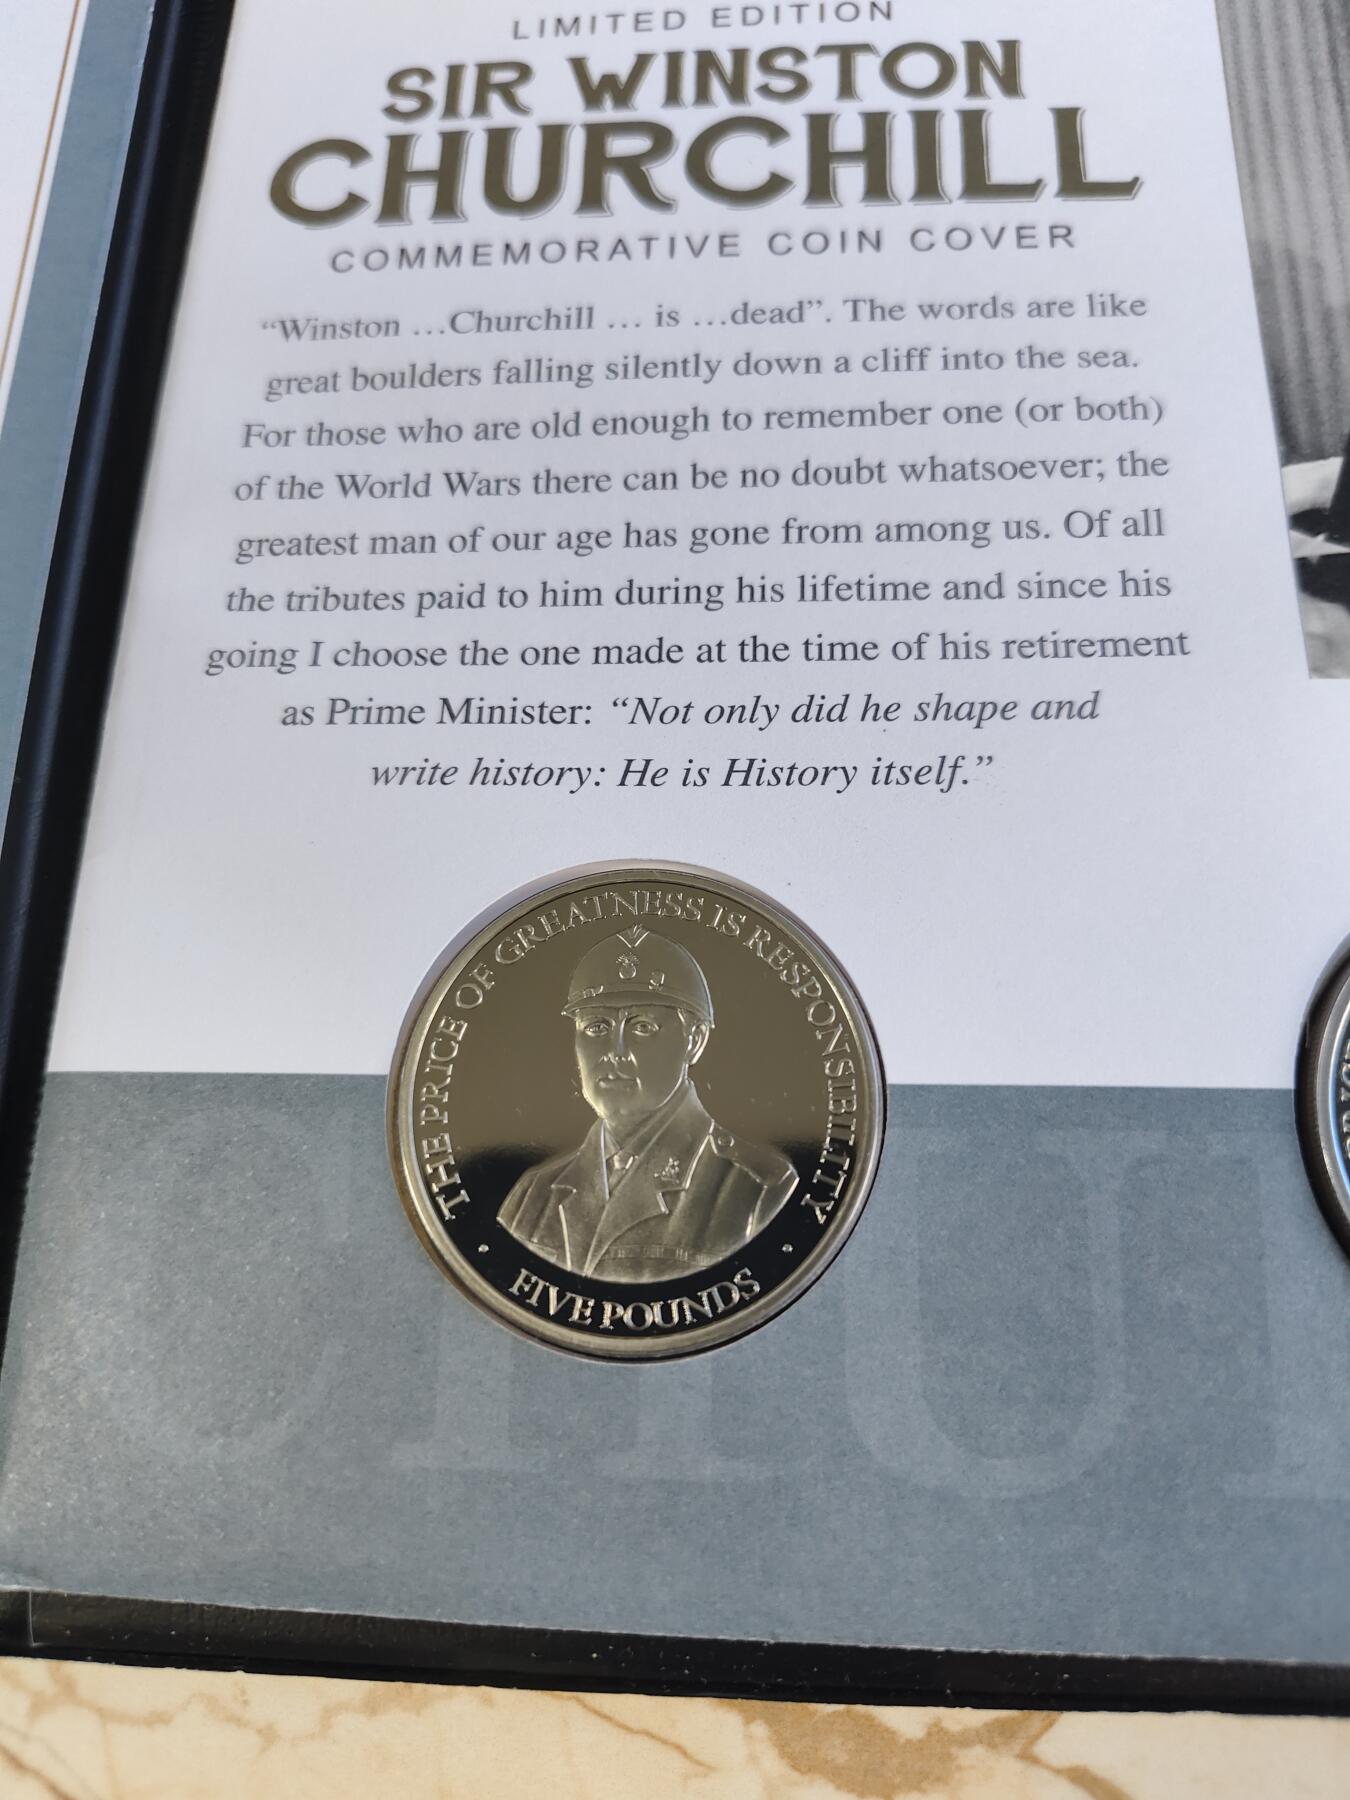 LIMITED EDITION
SIR WINSTON
CHURCHILL
COMMEMORATIVE COIN COVER
“Winston ...Churchill ... is ...dead”. The words are like
great boulders falling silently down a cliff into the sea.
For those who are old enough to remember one (or both)
of the World Wars there can be no doubt whatsoever; the
greatest man of our age has gone from among us. Of all
the tributes paid to him during his lifetime and since his
going I choose the one made at the time of his retirement
as Prime Minister: “Not only did he shape and
write history: He is History itself.”
THE PRICE OF GREATNESS IS RESPONSIBILITY
• FIVE POUNDS •
CHU